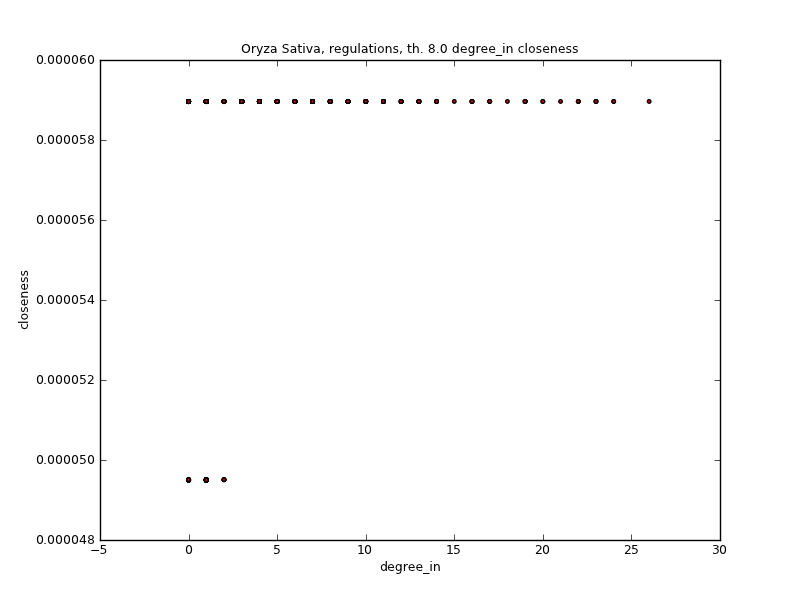 Oryza Sativa, regulations, th. 8.0 degree_in closeness
0.000060
0.000058
0.000056
0.000054
0.000052
0.000050
0.000048
closeness
−5 0 5 10 15 20 25 30
degree_in